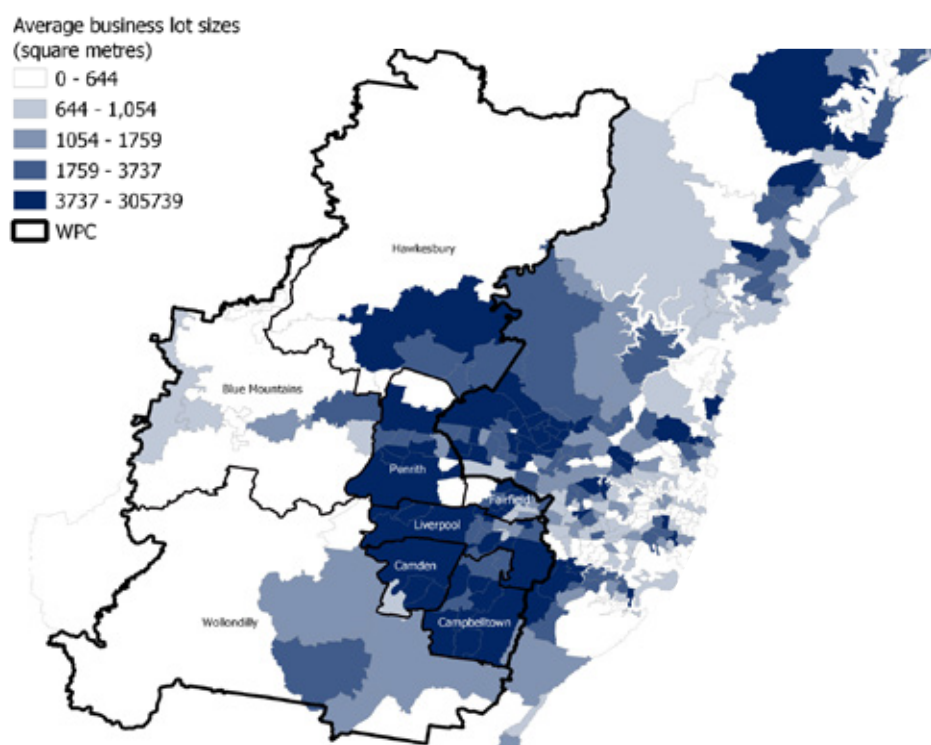 Average business lot sizes
(square metres)
0 - 644
644 - 1,054
1054 - 1759
1759 - 3737
3737 - 305739
WPC
Hawkesbury
Blue Mountains
Penrith
Fairfield
Liverpool
Camden
Wollondilly
Campbelltown